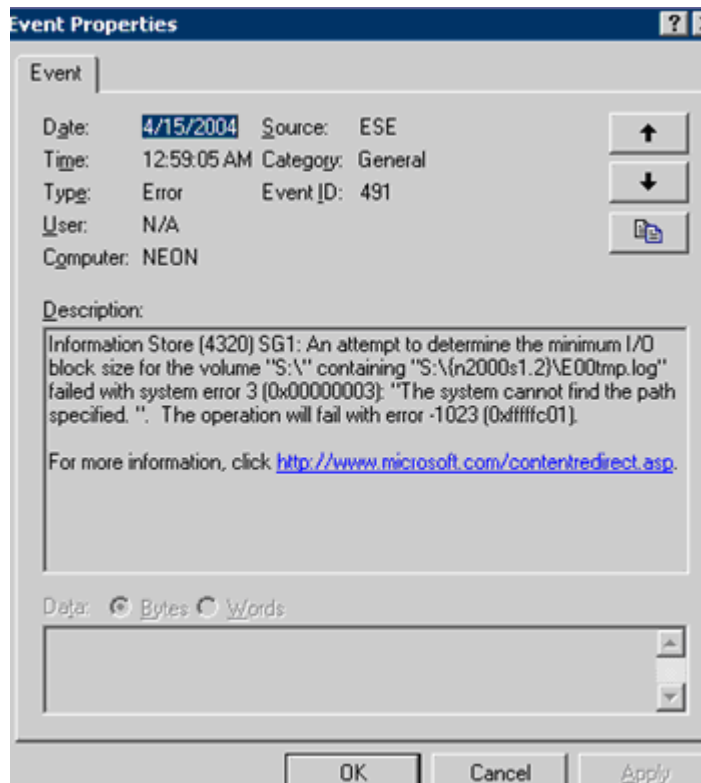 Event Properties
Event
Date: 4/15/2004 Source: ESE
Time: 12:59:05 AM Category: General
Type: Error Event ID: 491
User: N/A
Computer: NEON
Description:
Information Store (4320) SG1: An attempt to determine the minimum I/O
block size for the volume "S:\" containing "S:\{n2000s1.2}\E00tmp.log"
failed with system error 3 (0x00000003): "The system cannot find the path
specified. ".  The operation will fail with error -1023 (0xfffffc01).
For more information, click http://www.microsoft.com/contentredirect.asp.
Data: Bytes Words
OK Cancel Apply